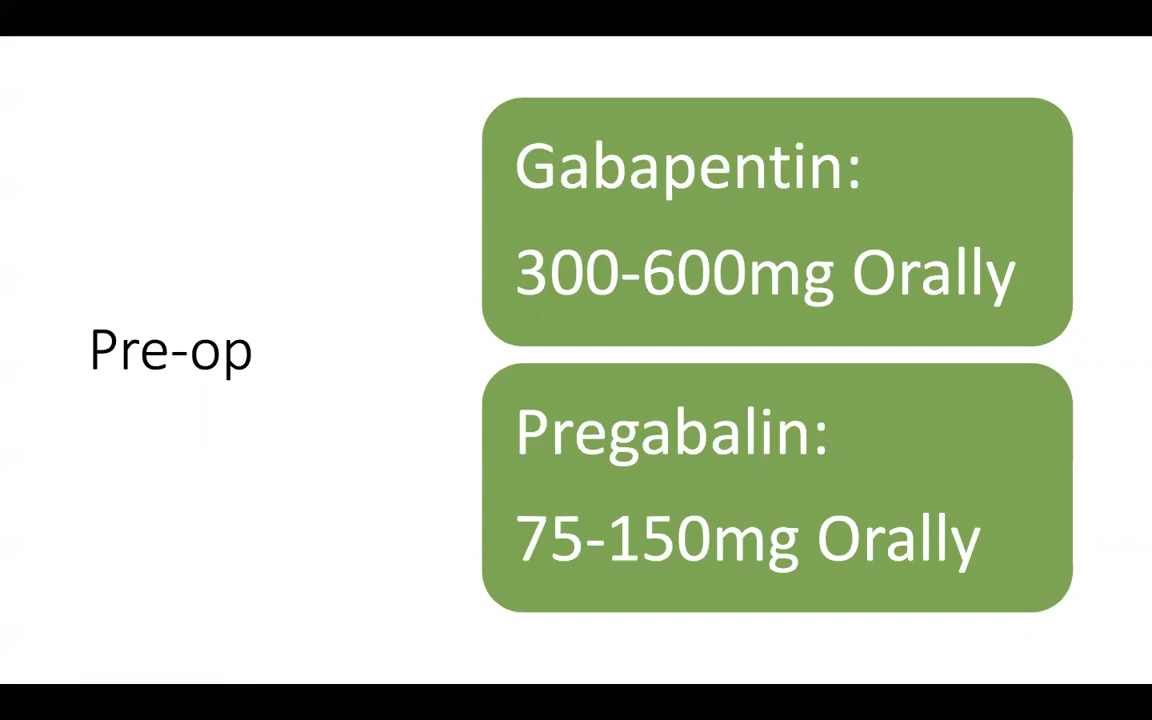 Pre-op
Gabapentin:
300-600mg Orally
Pregabalin:
75-150mg Orally